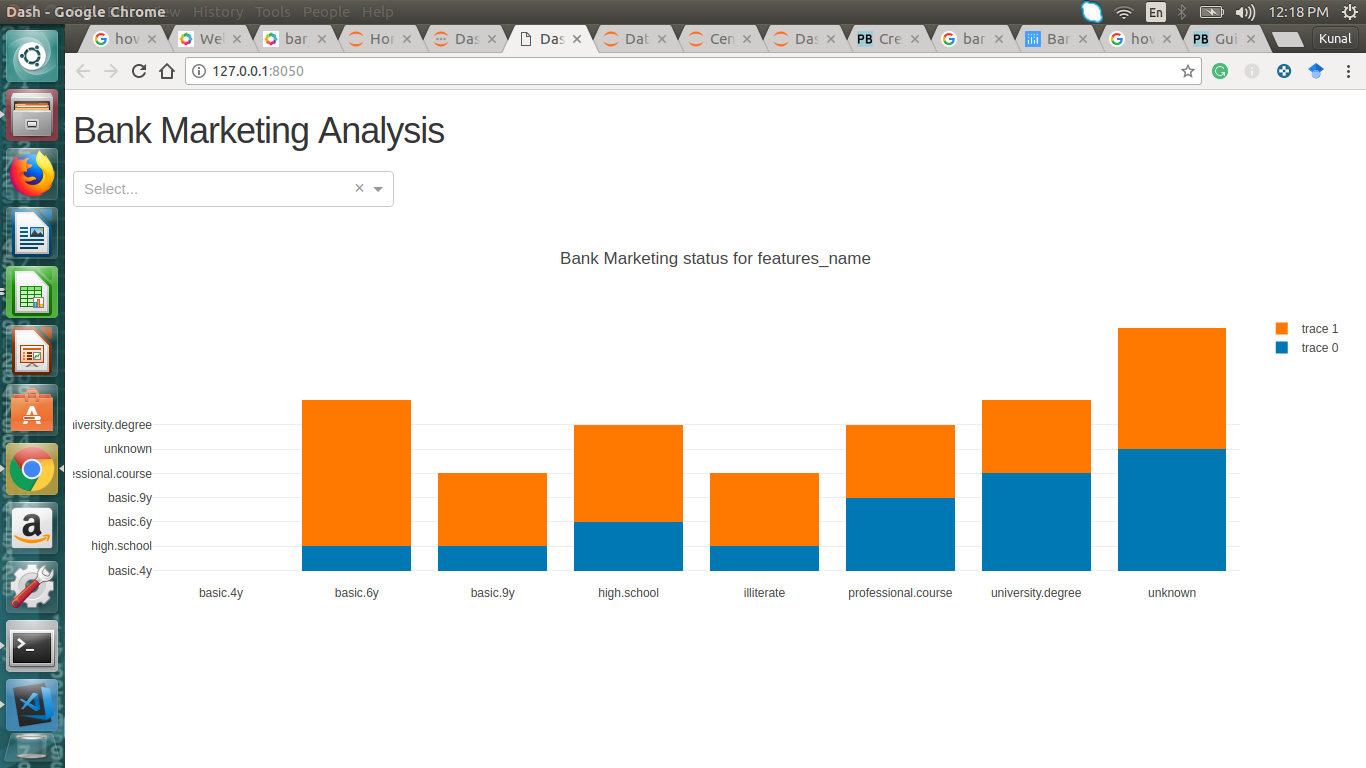 Dash - Google Chrome View History Tools People Help
En 12:18 PM
how Wel bar Hor Das Das Dat Cen Das PB Cre bar Bar how PB Gui Kunal
127.0.0.1:8050
Bank Marketing Analysis
Select...
Bank Marketing status for features_name
trace 1
trace 0
niversity.degree
unknown
essional.course
basic.9y
basic.6y
high.school
basic.4y
basic.4y basic.6y basic.9y high.school illiterate professional.course university.degree unknown